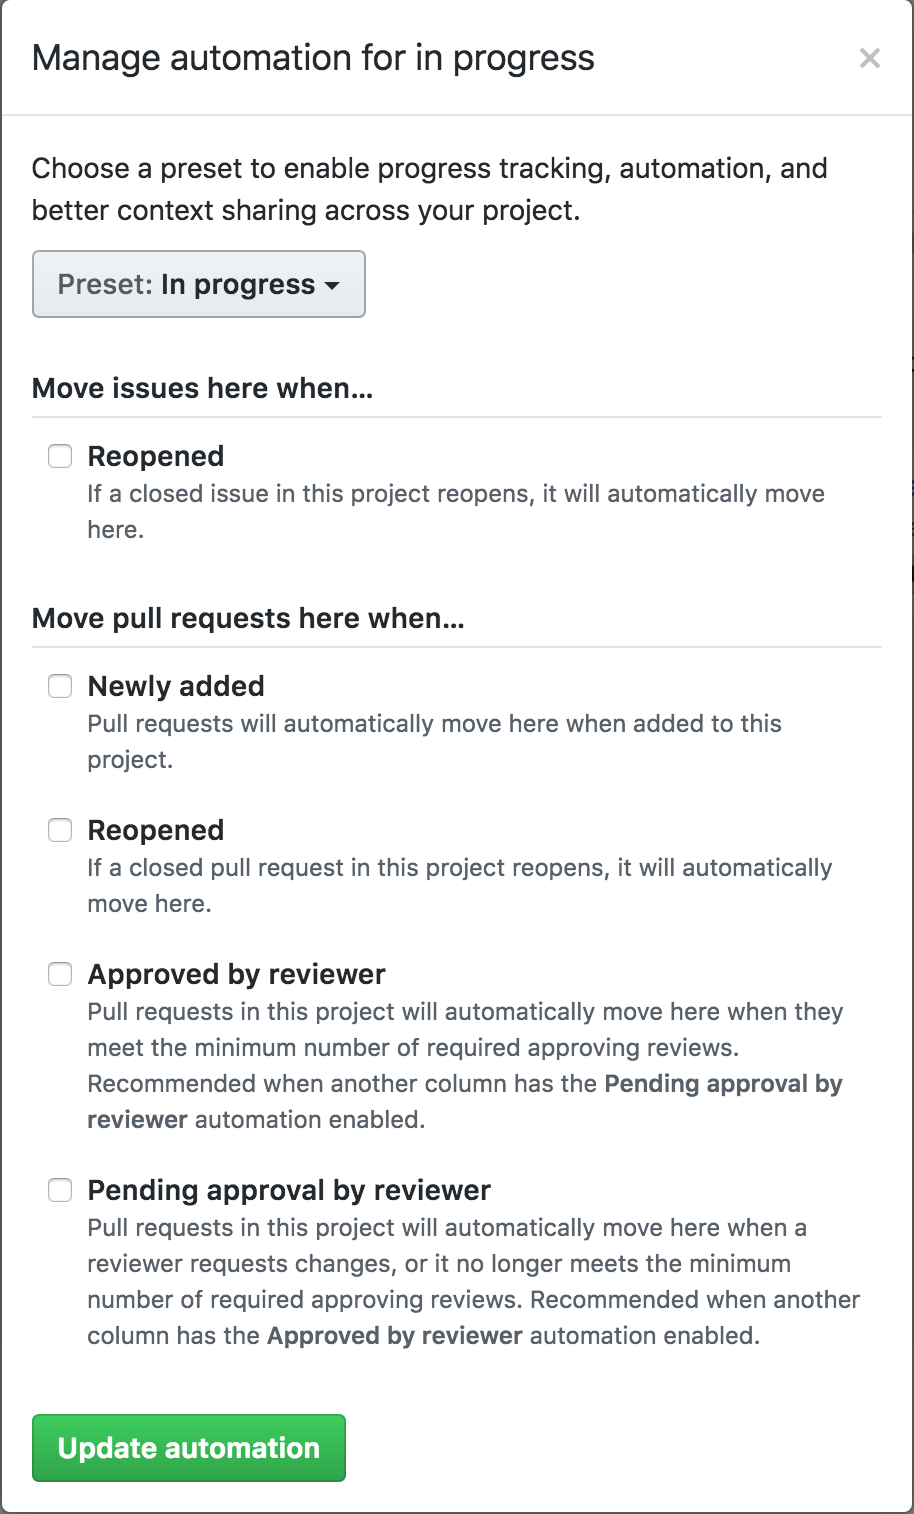 Manage automation for in progress
Choose a preset to enable progress tracking, automation, and
better context sharing across your project.
Preset: In progress
Move issues here when...
Reopened
If a closed issue in this project reopens, it will automatically move
here.
Move pull requests here when...
Newly added
Pull requests will automatically move here when added to this
project.
Reopened
If a closed pull request in this project reopens, it will automatically
move here.
Approved by reviewer
Pull requests in this project will automatically move here when they
meet the minimum number of required approving reviews.
Recommended when another column has the Pending approval by
reviewer automation enabled.
Pending approval by reviewer
Pull requests in this project will automatically move here when a
reviewer requests changes, or it no longer meets the minimum
number of required approving reviews. Recommended when another
column has the Approved by reviewer automation enabled.
Update automation